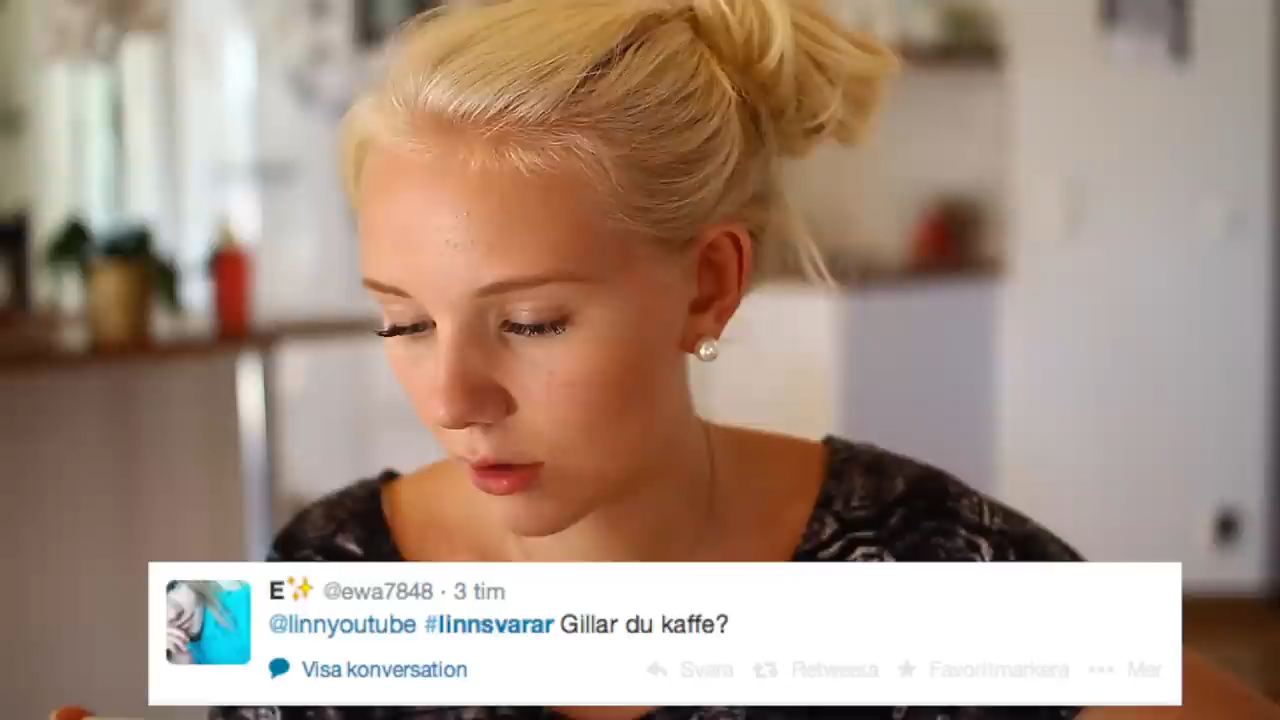 E✨ @ewa7848 · 3 tim
@linnyoutube #linnsvarar Gillar du kaffe?
Visa konversation Svara Retweeta Favoritmarkera Mer